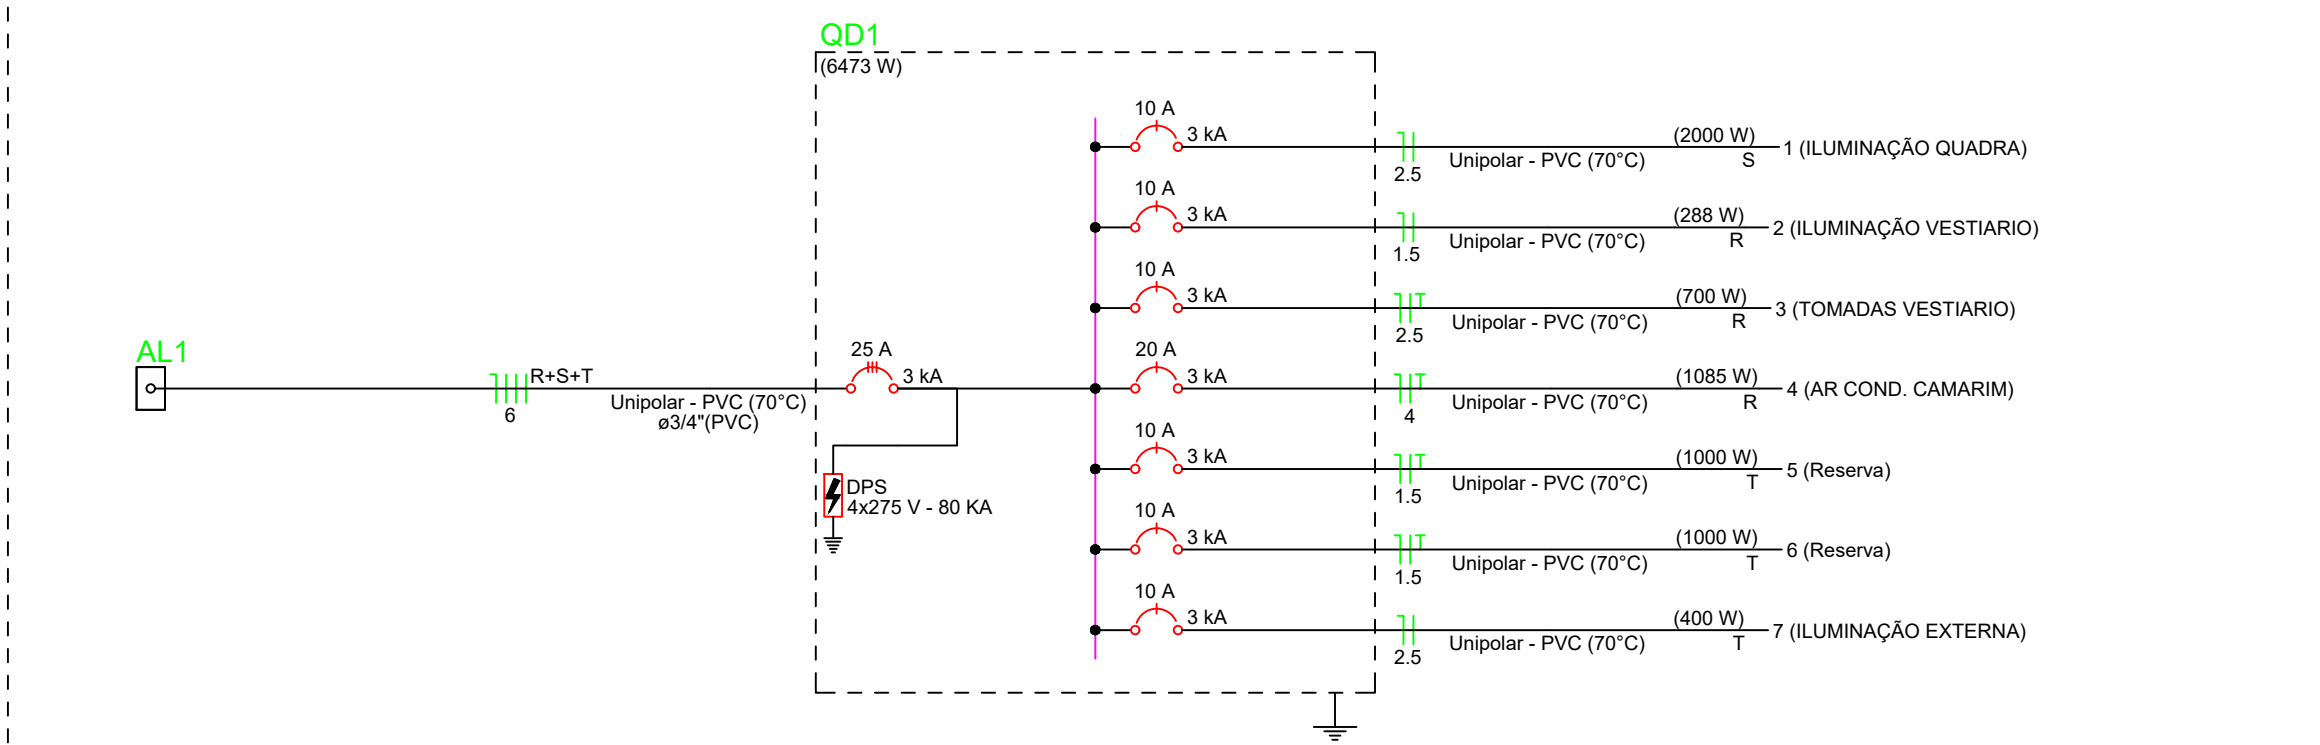 QD1
(6473 W)
10 A
3 kA
2.5
Unipolar - PVC (70°C)
(2000 W)
S
1 (ILUMINAÇÃO QUADRA)
10 A
3 kA
1.5
Unipolar - PVC (70°C)
(288 W)
R
2 (ILUMINAÇÃO VESTIARIO)
10 A
3 kA
2.5
Unipolar - PVC (70°C)
(700 W)
R
3 (TOMADAS VESTIARIO)
AL1
R+S+T
6
Unipolar - PVC (70°C)
ø3/4"(PVC)
25 A
3 kA
20 A
3 kA
4
Unipolar - PVC (70°C)
(1085 W)
R
4 (AR COND. CAMARIM)
DPS
4x275 V - 80 KA
10 A
3 kA
1.5
Unipolar - PVC (70°C)
(1000 W)
T
5 (Reserva)
10 A
3 kA
1.5
Unipolar - PVC (70°C)
(1000 W)
T
6 (Reserva)
10 A
3 kA
2.5
Unipolar - PVC (70°C)
(400 W)
T
7 (ILUMINAÇÃO EXTERNA)